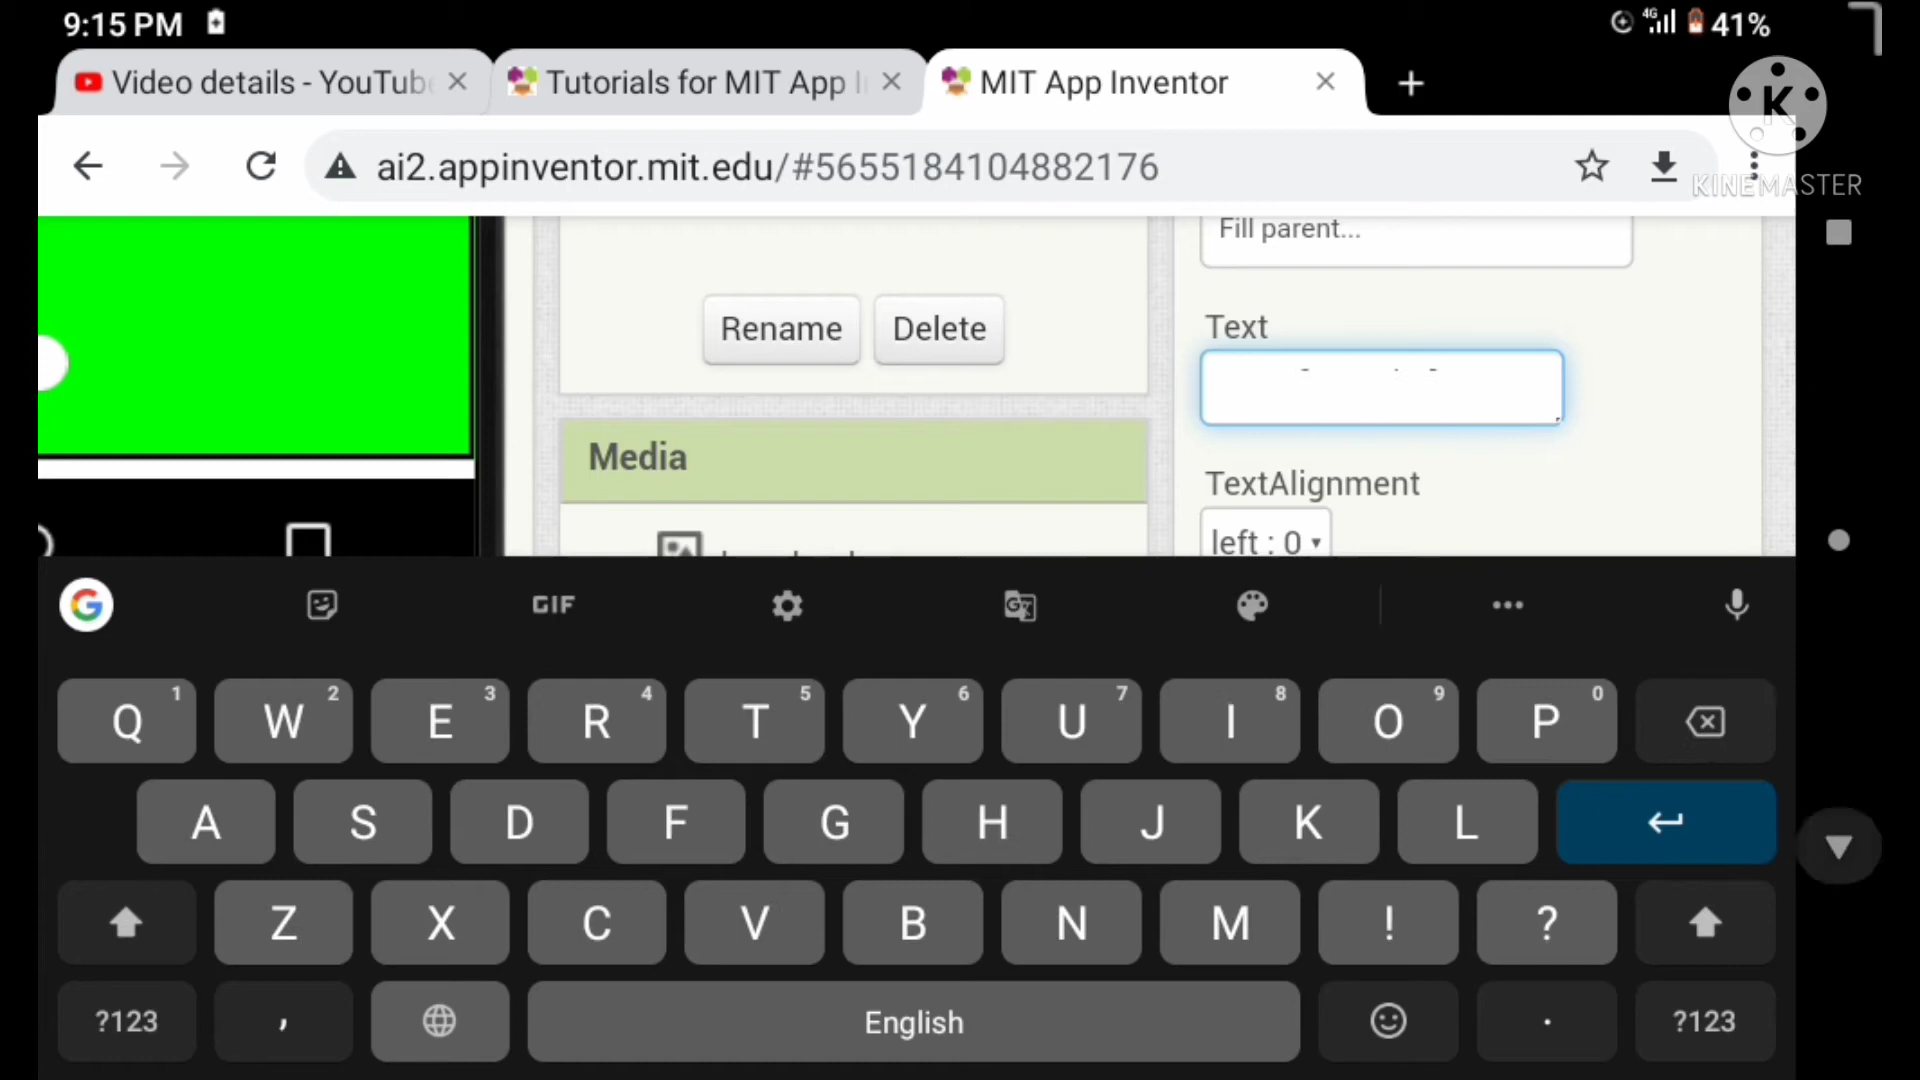 9:15 PM
4G 41%
Video details - YouTube
Tutorials for MIT App I
MIT App Inventor
K
KINEMASTER
ai2.appinventor.mit.edu/#5655184104882176
Fill parent...
Rename
Delete
Text
Media
TextAlignment
left : 0
G GIF G
Q 1 W 2 E 3 R 4 T 5 Y 6 U 7 I 8 O 9 P 0
A S D F G H J K L
Z X C V B N M ! ?
?123 , English . ?123